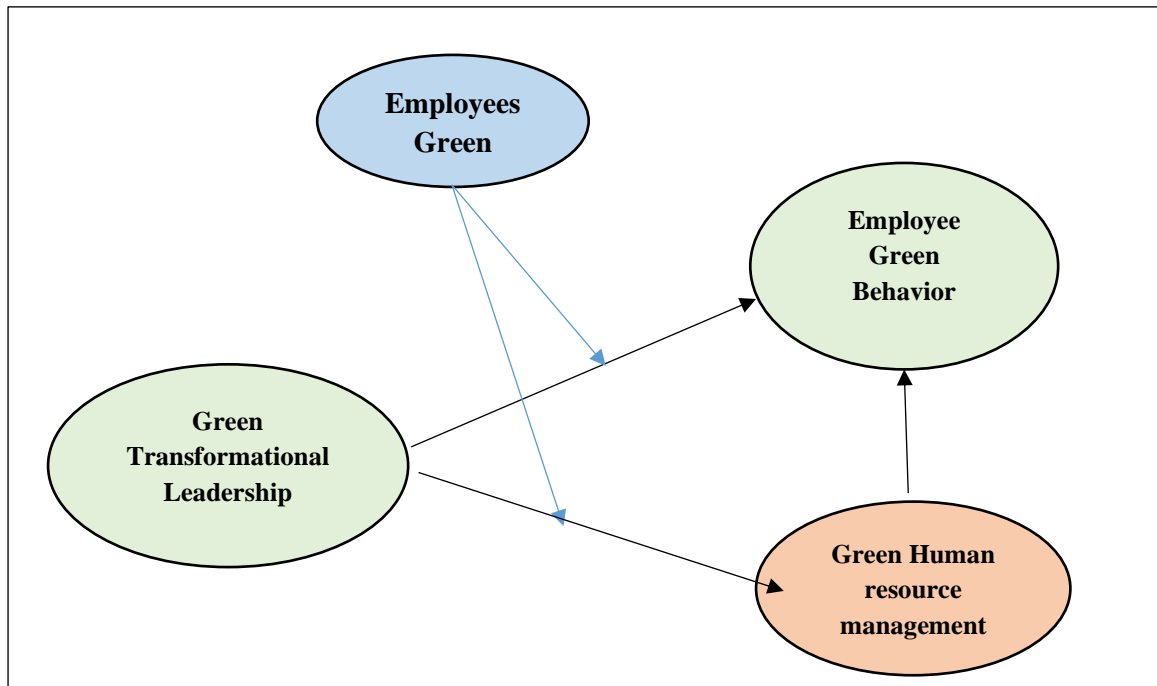 Employees
Green
Employee
Green
Behavior
Green
Transformational
Leadership
Green Human
resource
management